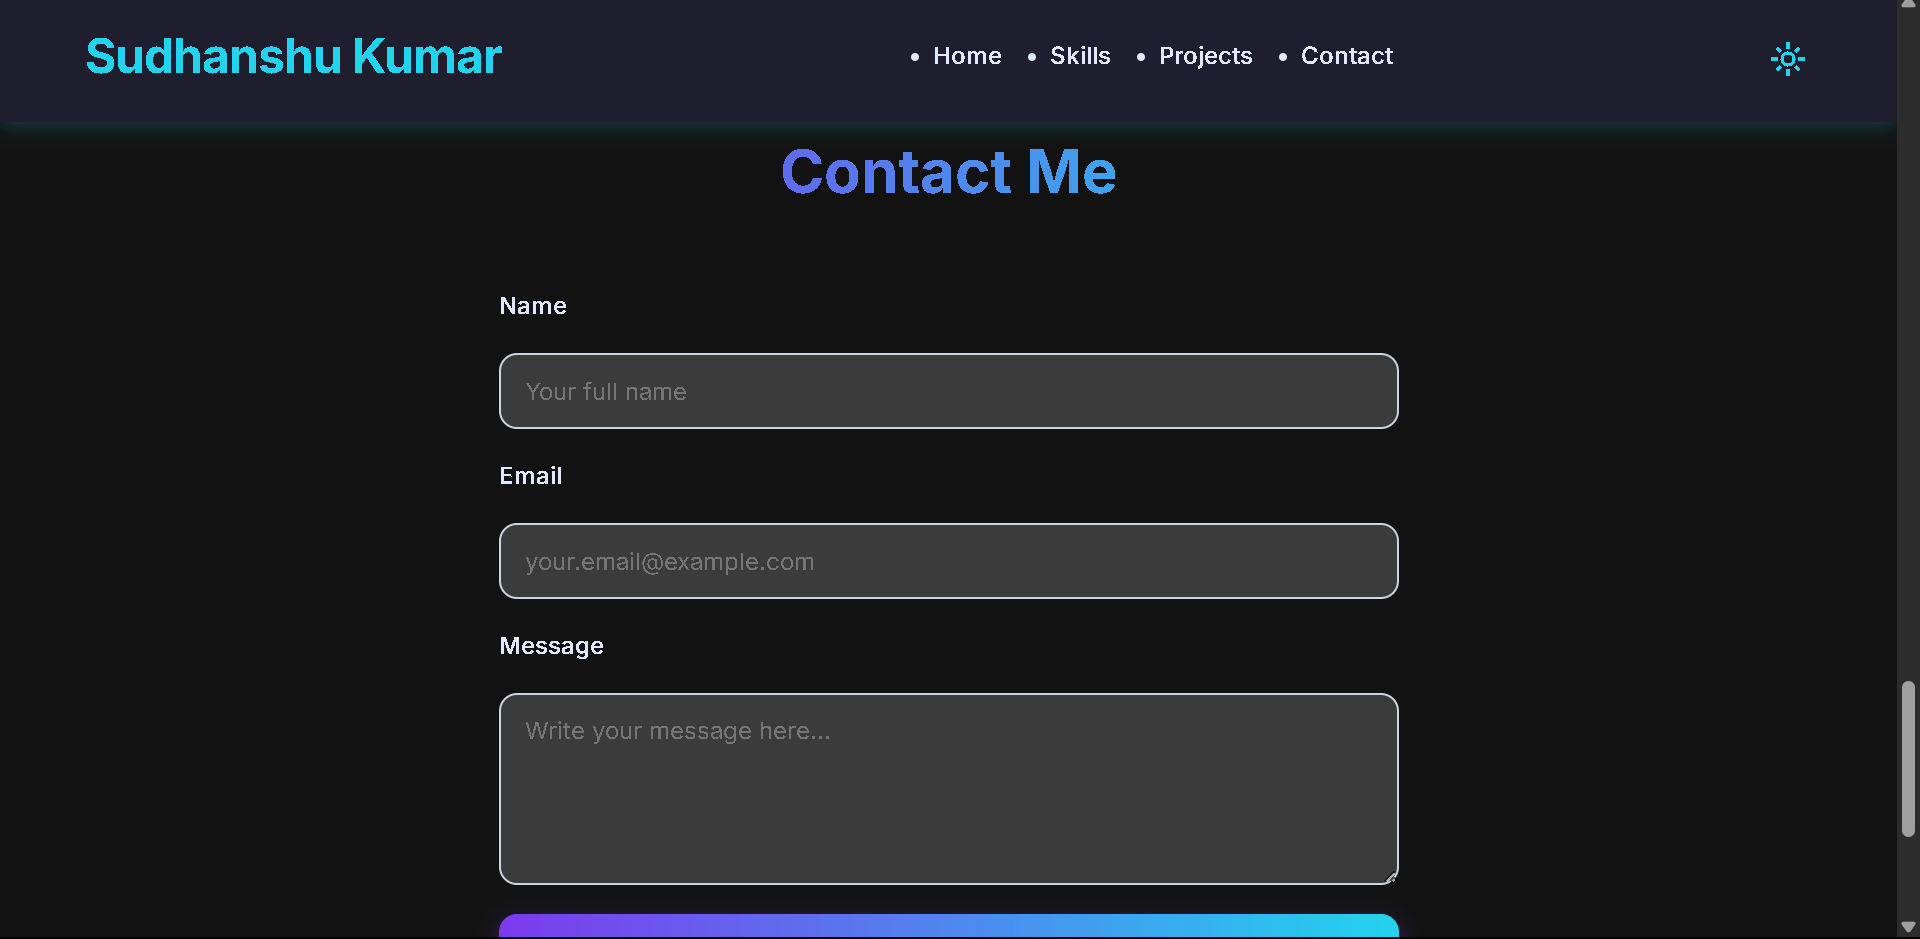 Sudhanshu Kumar
• Home • Skills • Projects • Contact
Contact Me
Name
Your full name
Email
your.email@example.com
Message
Write your message here...